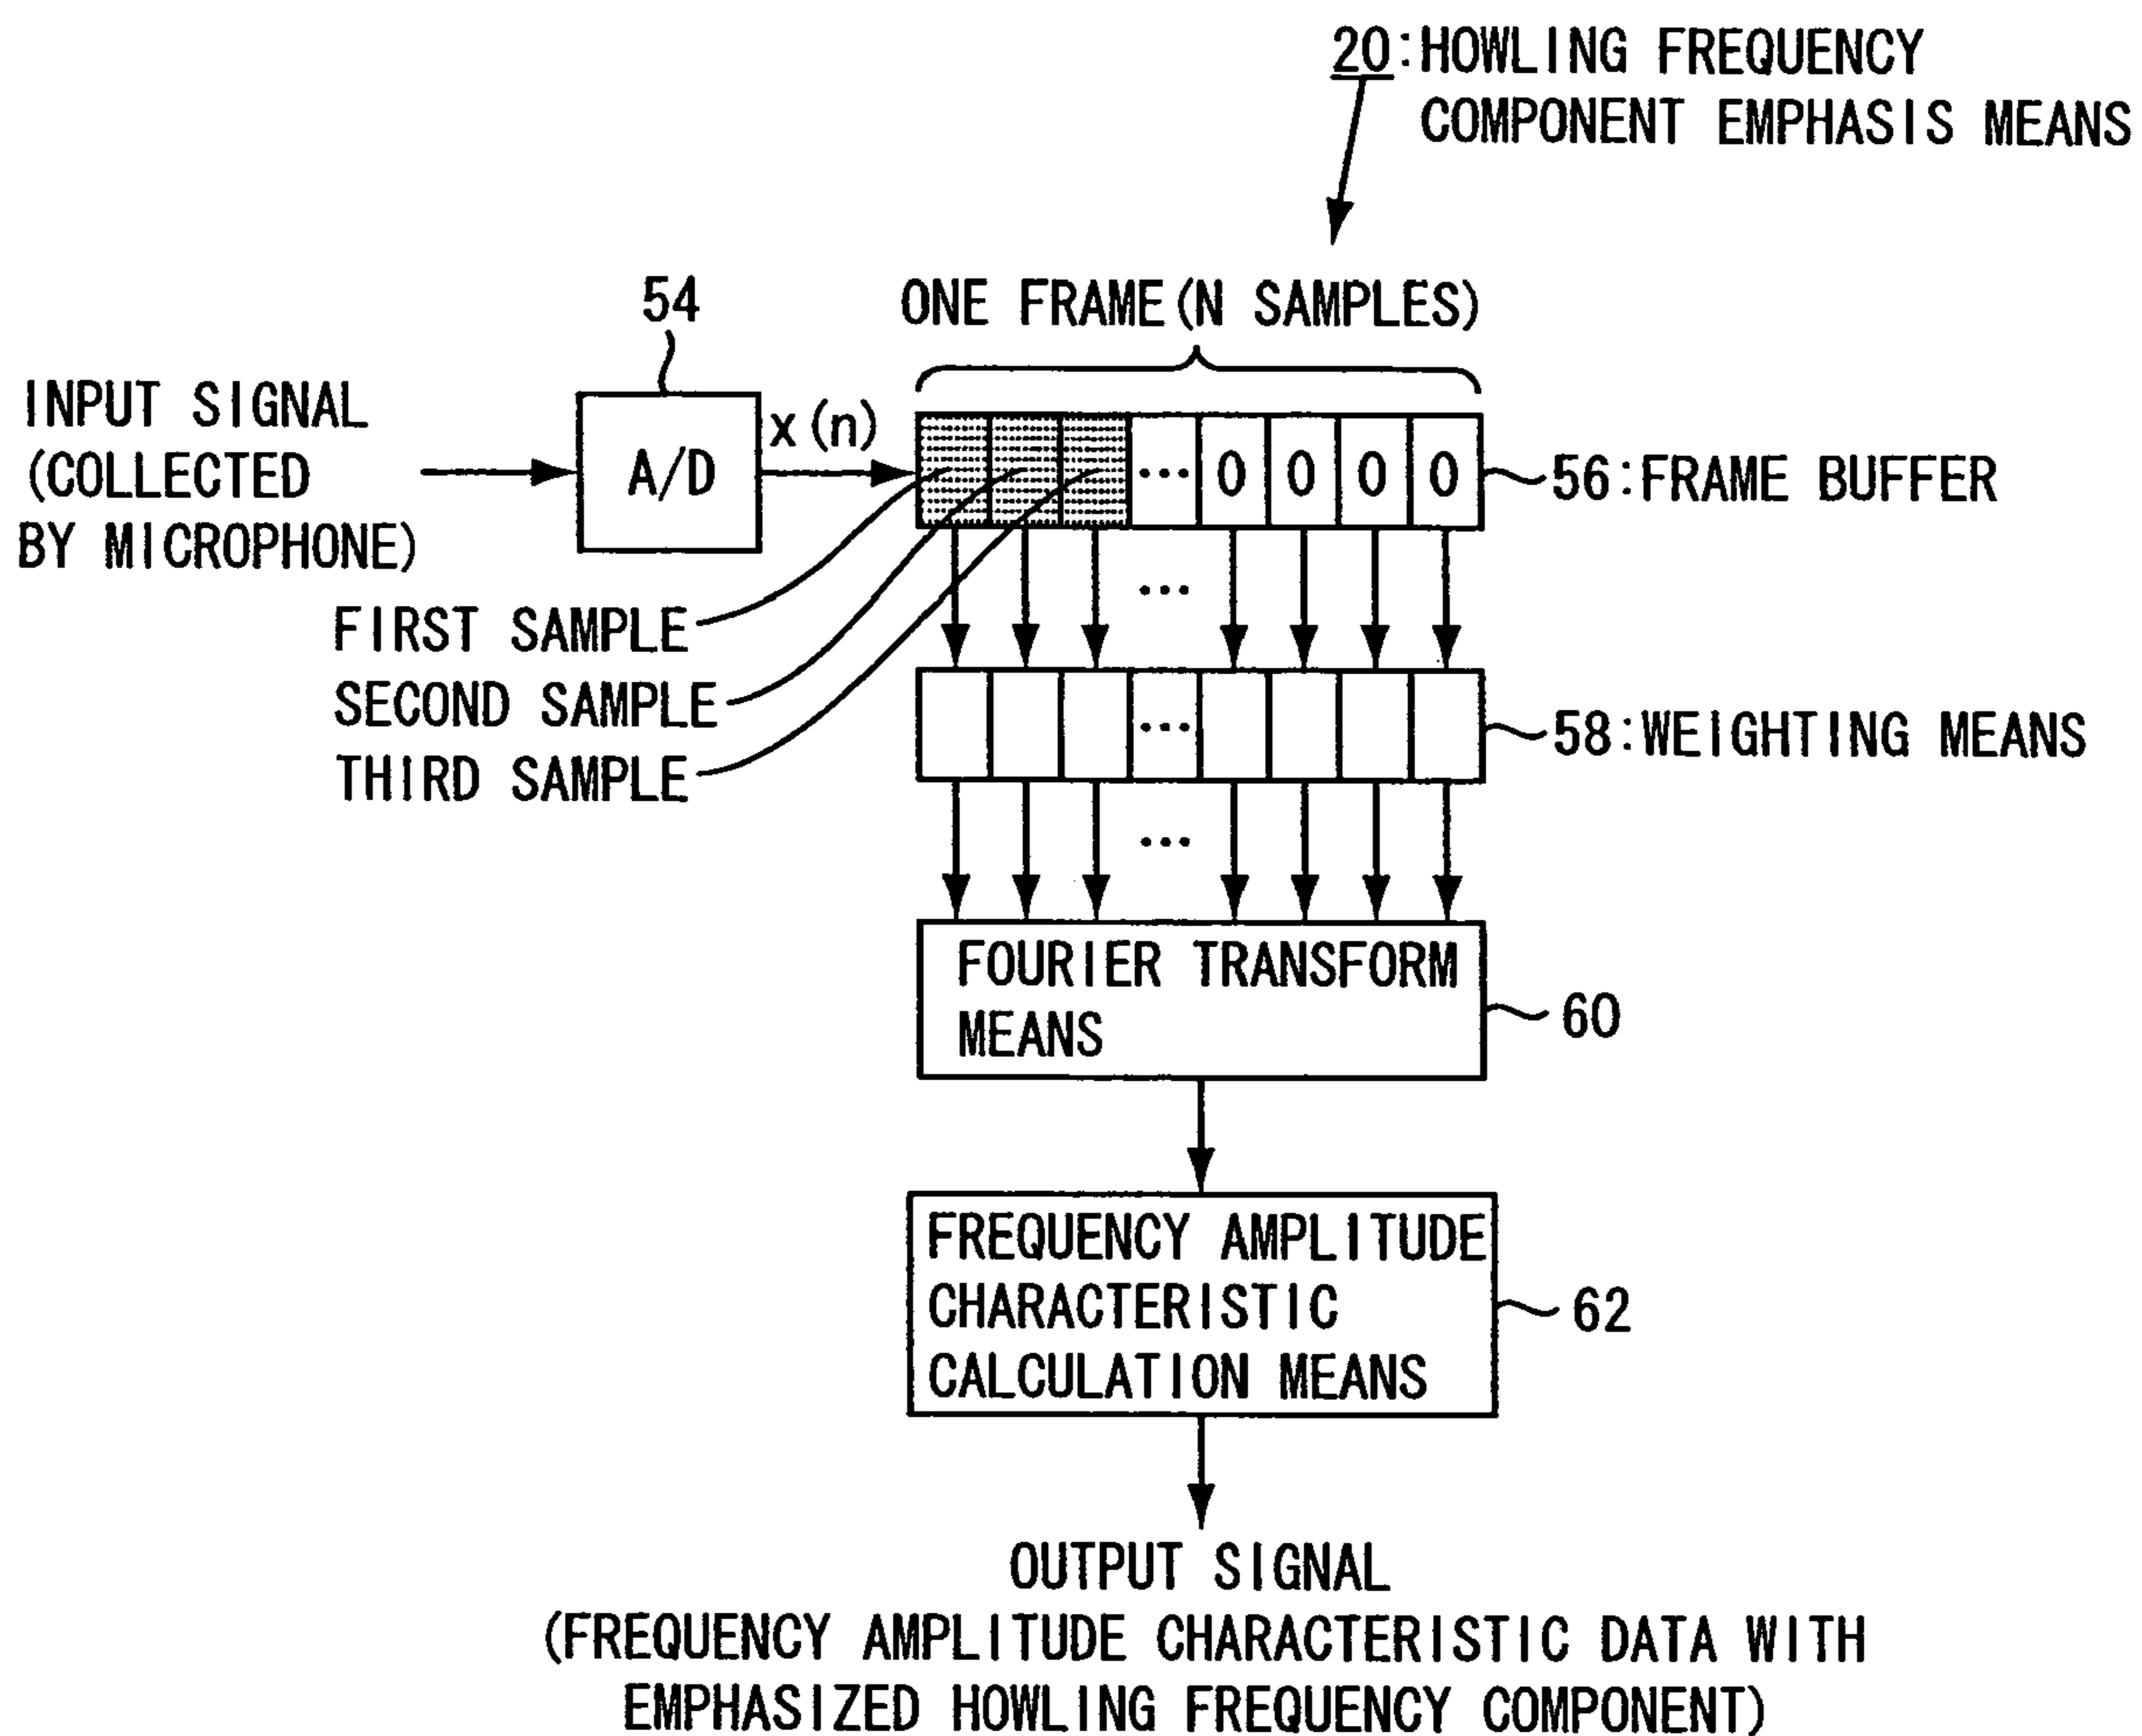 20:HOWLING FREQUENCY
COMPONENT EMPHASIS MEANS
54
ONE FRAME(N SAMPLES)
INPUT SIGNAL
(COLLECTED
BY MICROPHONE)
A/D
x(n)
... 0 0 0 0
56:FRAME BUFFER
...
FIRST SAMPLE
SECOND SAMPLE
THIRD SAMPLE
...
58:WEIGHTING MEANS
...
FOURIER TRANSFORM
MEANS
60
FREQUENCY AMPLITUDE
CHARACTERISTIC
CALCULATION MEANS
62
OUTPUT SIGNAL
(FREQUENCY AMPLITUDE CHARACTERISTIC DATA WITH
EMPHASIZED HOWLING FREQUENCY COMPONENT)